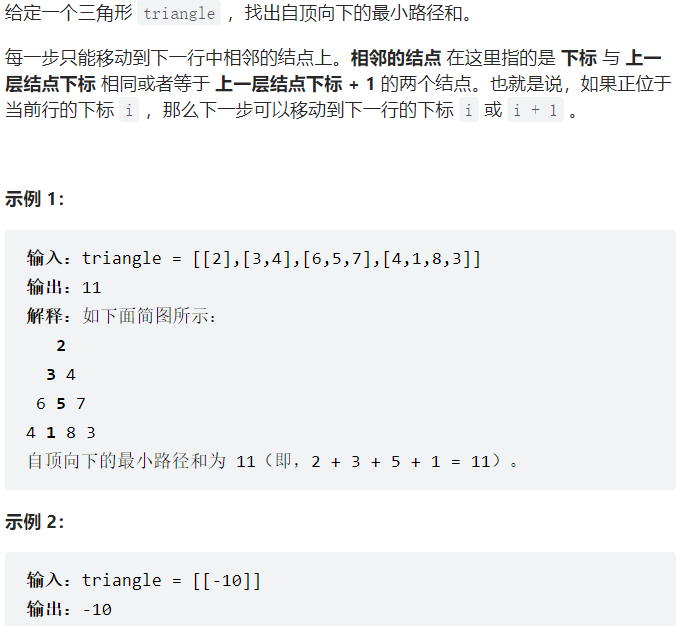 给定一个三角形 triangle ，找出自顶向下的最小路径和。
每一步只能移动到下一行中相邻的结点上。相邻的结点 在这里指的是 下标 与 上一
层结点下标 相同或者等于 上一层结点下标 + 1 的两个结点。也就是说，如果正位于
当前行的下标 i ，那么下一步可以移动到下一行的下标 i 或 i + 1 。
示例 1：
输入：triangle = [[2],[3,4],[6,5,7],[4,1,8,3]]
输出：11
解释：如下面简图所示：
2
3 4
6 5 7
4 1 8 3
自顶向下的最小路径和为 11（即，2 + 3 + 5 + 1 = 11）。
示例 2：
输入：triangle = [[-10]]
输出：-10